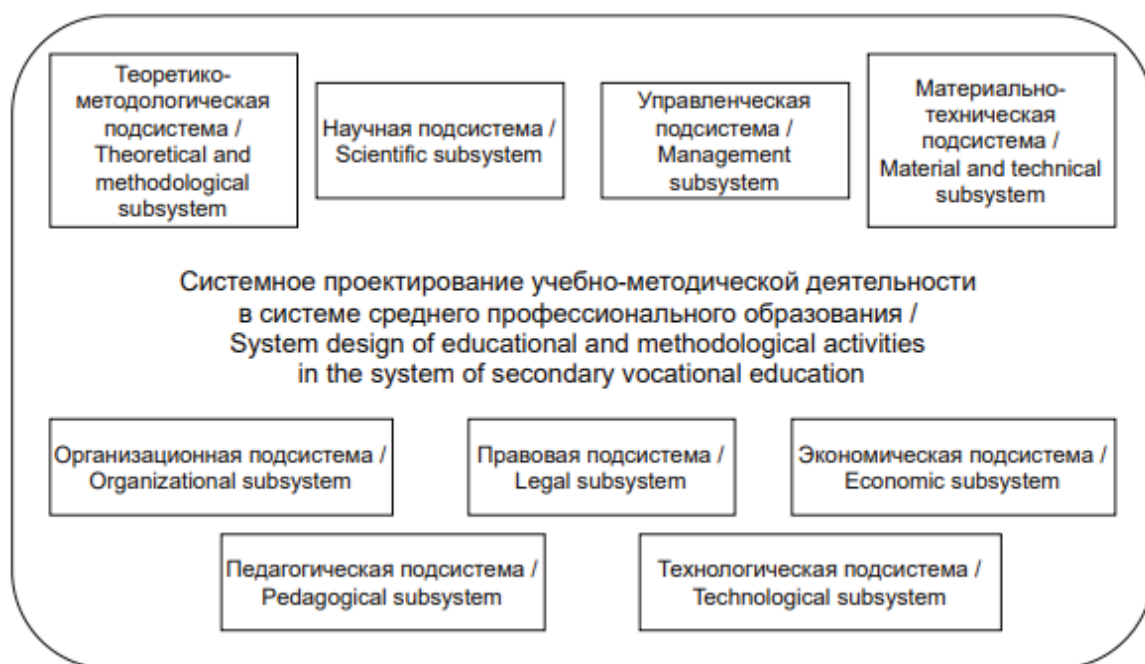 Теоретико-
методологическая
подсистема /
Theoretical and
methodological
subsystem
Научная подсистема /
Scientific subsystem
Управленческая
подсистема /
Management
subsystem
Материально-
техническая
подсистема /
Material and technical
subsystem
Системное проектирование учебно-методической деятельности
в системе среднего профессионального образования /
System design of educational and methodological activities
in the system of secondary vocational education
Организационная подсистема /
Organizational subsystem
Правовая подсистема /
Legal subsystem
Экономическая подсистема /
Economic subsystem
Педагогическая подсистема /
Pedagogical subsystem
Технологическая подсистема /
Technological subsystem